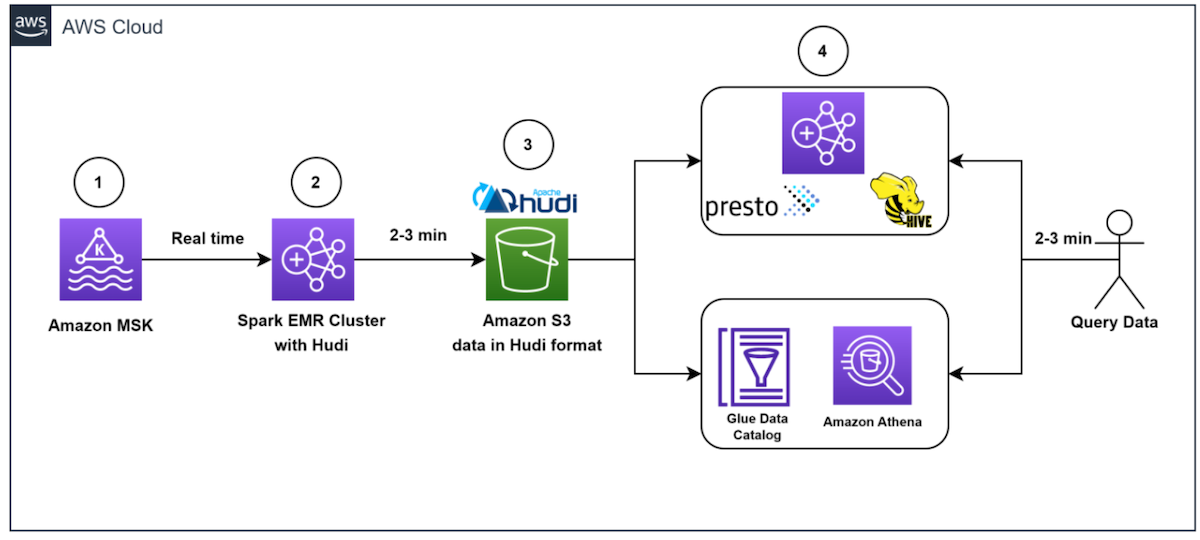 aws
AWS Cloud
4
3
1
2
Apache
hudi
presto
HIVE
K
Real time
2-3 min
2-3 min
Amazon MSK
Spark EMR Cluster
with Hudi
Amazon S3
data in Hudi format
Query Data
Glue Data
Catalog
Amazon Athena